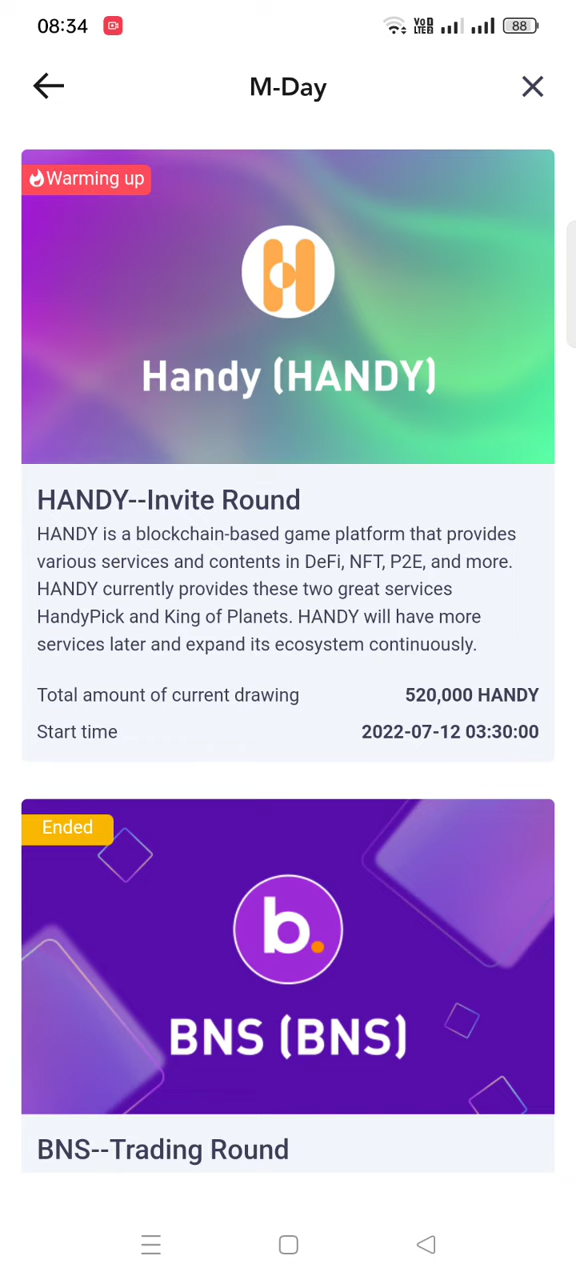 08:34
VoD
LTE2
88
M-Day
Warming up
Handy (HANDY)
HANDY--Invite Round
HANDY is a blockchain-based game platform that provides
various services and contents in DeFi, NFT, P2E, and more.
HANDY currently provides these two great services
HandyPick and King of Planets. HANDY will have more
services later and expand its ecosystem continuously.
Total amount of current drawing 520,000 HANDY
Start time 2022-07-12 03:30:00
Ended
b.
BNS (BNS)
BNS--Trading Round